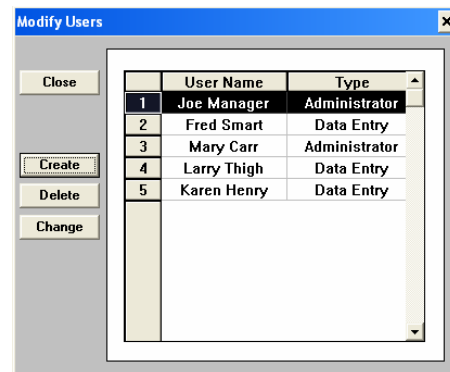 Modify Users
Close
Create
Delete
Change
User Name Type
1 Joe Manager Administrator
2 Fred Smart Data Entry
3 Mary Carr Administrator
4 Larry Thigh Data Entry
5 Karen Henry Data Entry